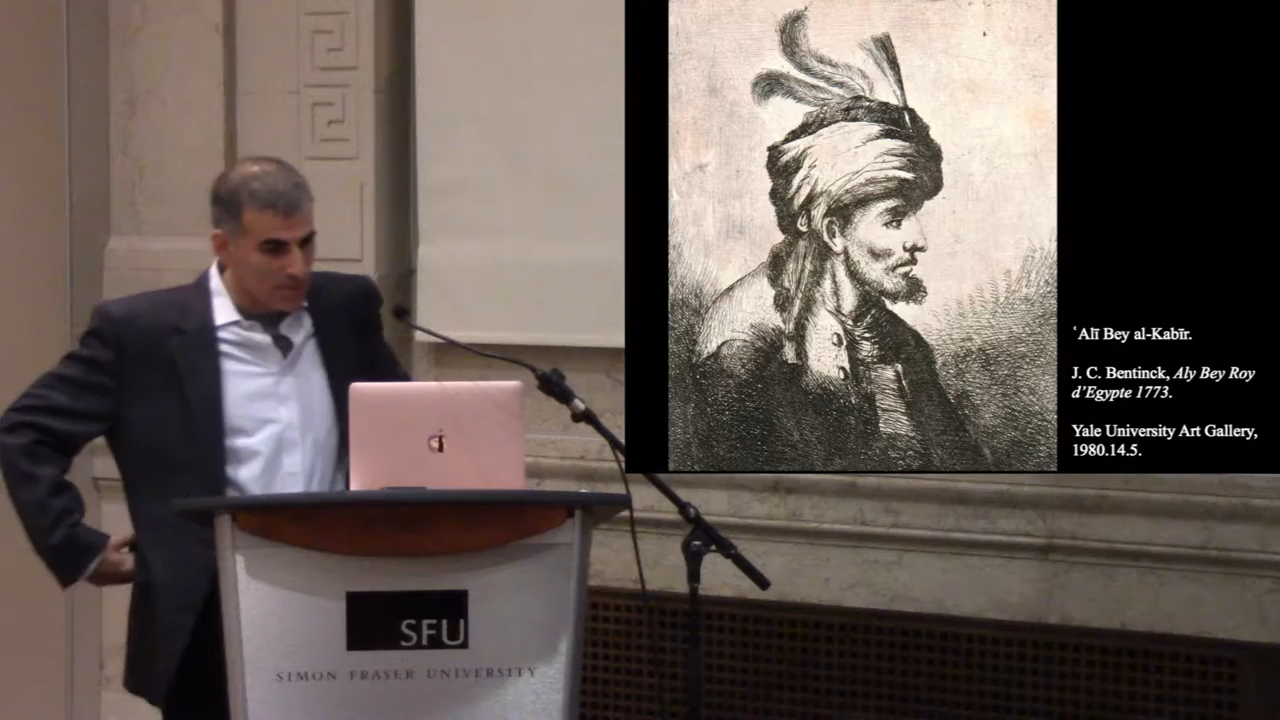 ʿAlī Bey al-Kabīr.
J. C. Bentinck, Aly Bey Roy
d’Egypte 1773.
Yale University Art Gallery,
1980.14.5.
SFU
SIMON FRASER UNIVERSITY